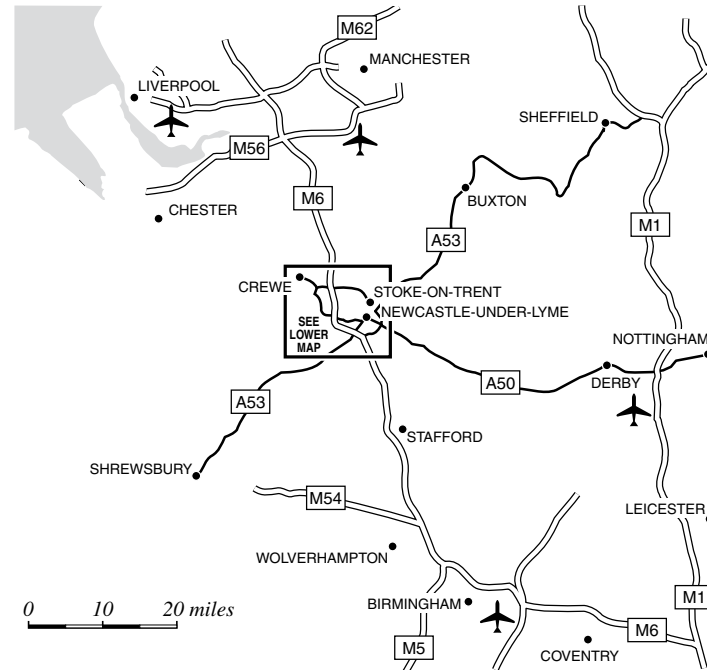 M62
MANCHESTER
LIVERPOOL
SHEFFIELD
M56
BUXTON
M6
CHESTER
M1
A53
CREWE
STOKE-ON-TRENT
NEWCASTLE-UNDER-LYME
SEE
LOWER
MAP
NOTTINGHAM
A50
DERBY
A53
STAFFORD
SHREWSBURY
M54
LEICESTER
WOLVERHAMPTON
M1
0 10 20 miles
BIRMINGHAM
M6
M5
COVENTRY